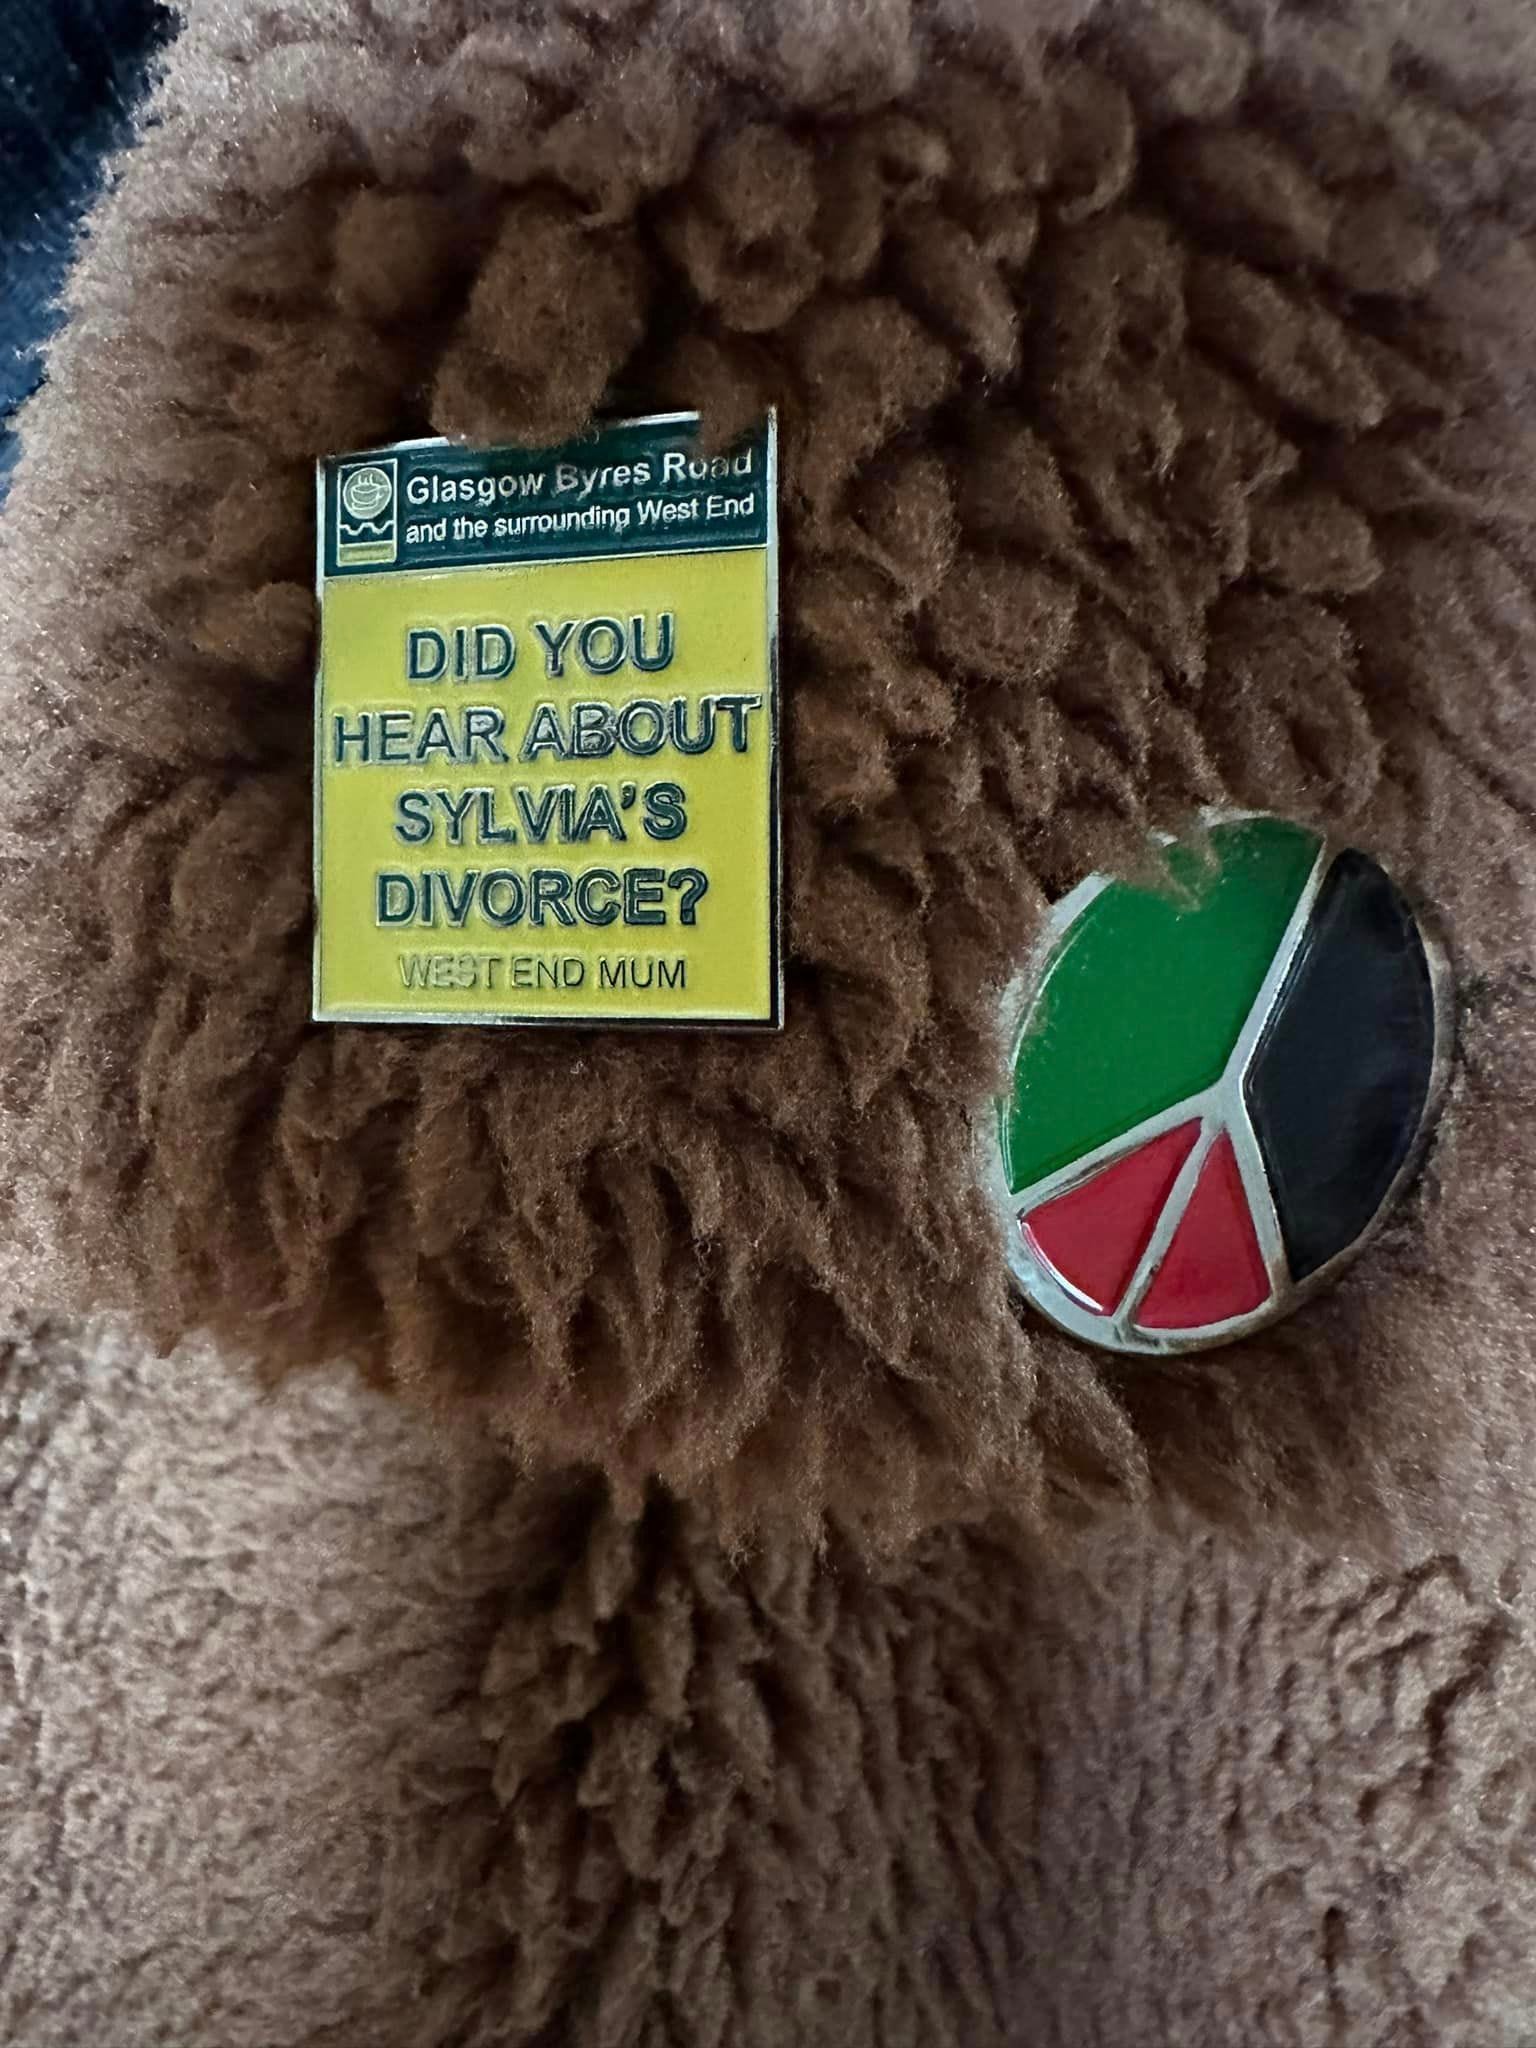 Glasgow Byres Road
and the surrounding West End
DID YOU
HEAR ABOUT
SYLVIA'S
DIVORCE?
WEST END MUM